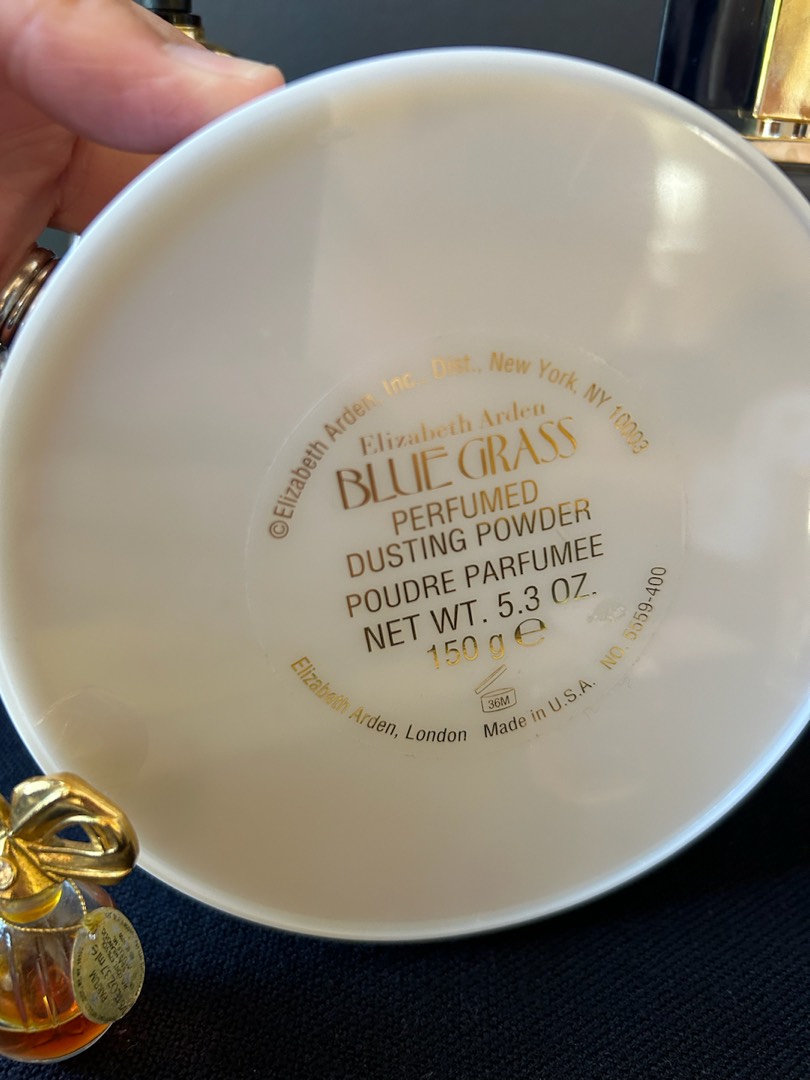 ©Elizabeth Arden, Inc., Dist., New York, NY 10003
Elizabeth Arden
BLUE GRASS
PERFUMED
DUSTING POWDER
POUDRE PARFUMEE
NET WT. 5.3 OZ.
150 g ℮
36M
Elizabeth Arden, London Made in U.S.A. NO. 5559-400
PARFUM